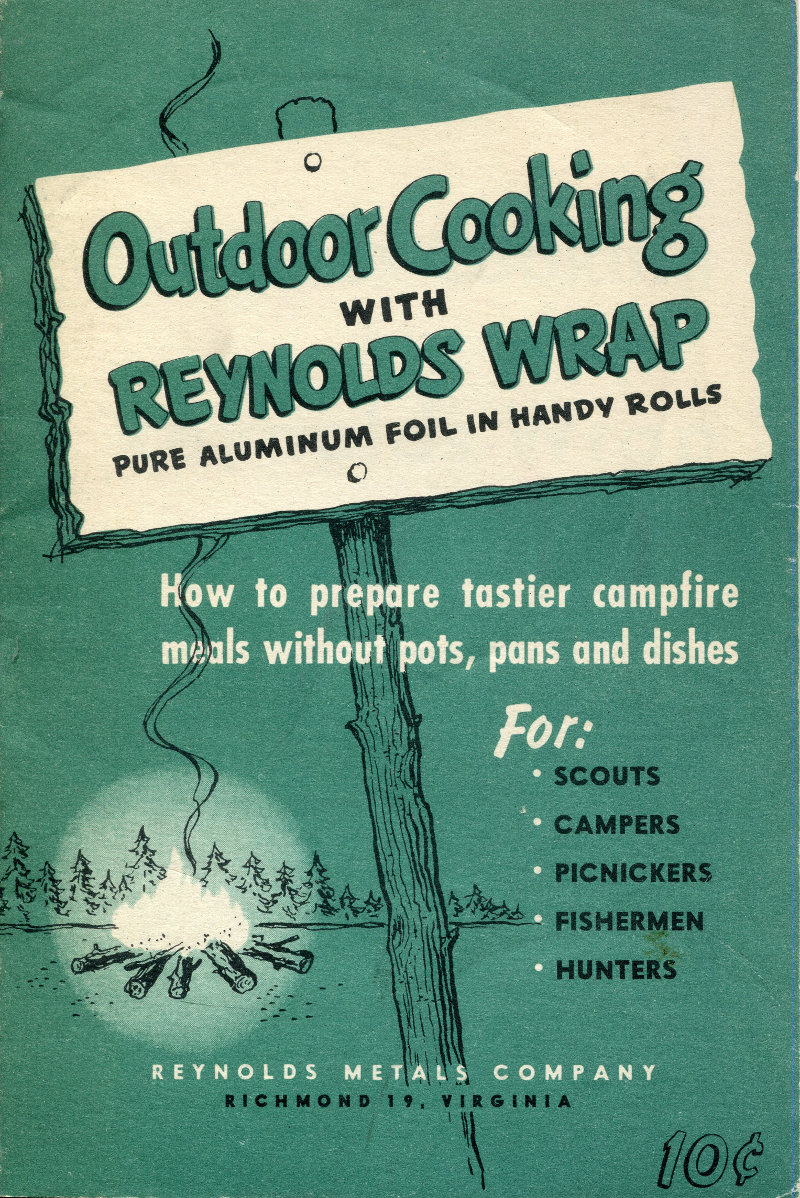 Outdoor Cooking
WITH
REYNOLDS WRAP
PURE ALUMINUM FOIL IN HANDY ROLLS
How to prepare tastier campfire
meals without pots, pans and dishes
For:
• SCOUTS
• CAMPERS
• PICNICKERS
• FISHERMEN
• HUNTERS
REYNOLDS METALS COMPANY
RICHMOND 19, VIRGINIA
10¢